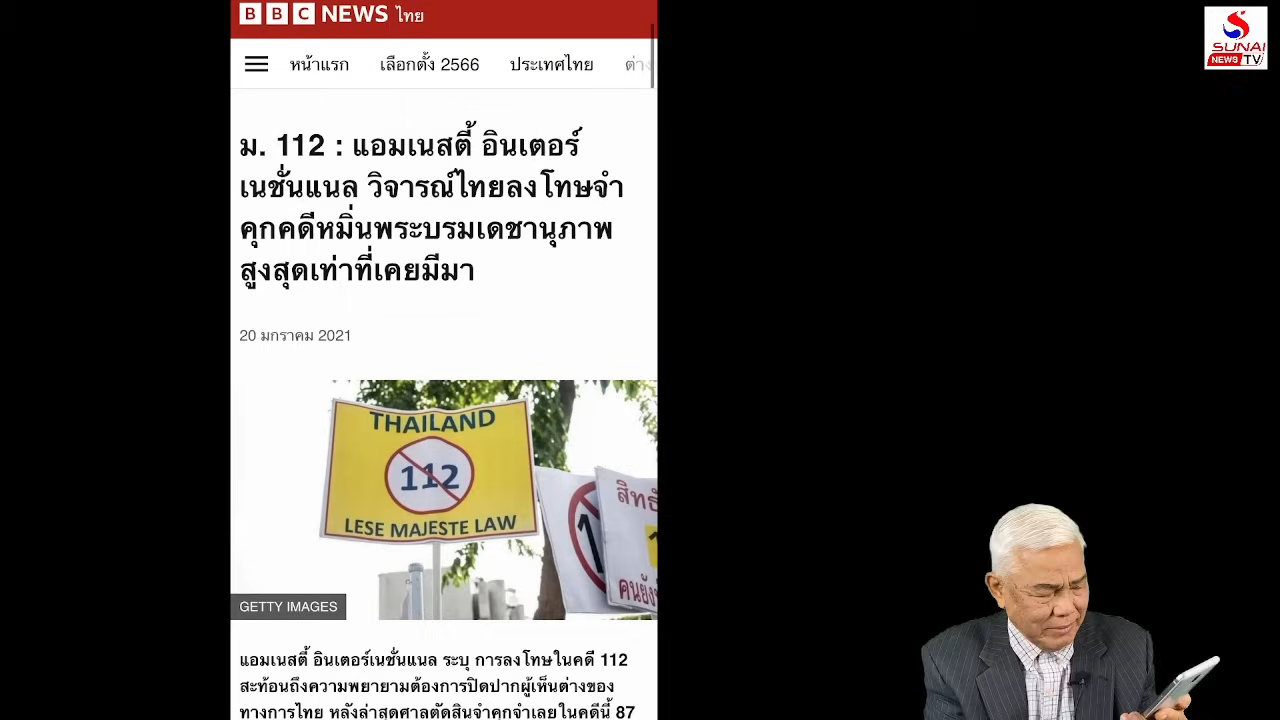 BBC NEWS ไทย
หน้าแรก เลือกตั้ง 2566 ประเทศไทย
ม. 112 : แอมเนสตี้ อินเตอร์
เนชั่นแนล วิจารณ์ไทยลงโทษจำ
คุกคดีหมิ่นพระบรมเดชานุภาพ
สูงสุดเท่าที่เคยมีมา
20 มกราคม 2021
THAILAND
112
LESE MAJESTE LAW
GETTY IMAGES
แอมเนสตี้ อินเตอร์เนชั่นแนล ระบุ การลงโทษในคดี 112
สะท้อนถึงความพยายามต้องการปิดปากผู้เห็นต่างของ
ทางการไทย หลังล่าสุดศาลตัดสินจำคุกจำเลยในคดีนี้ 87
SUNAI
NEWS TV